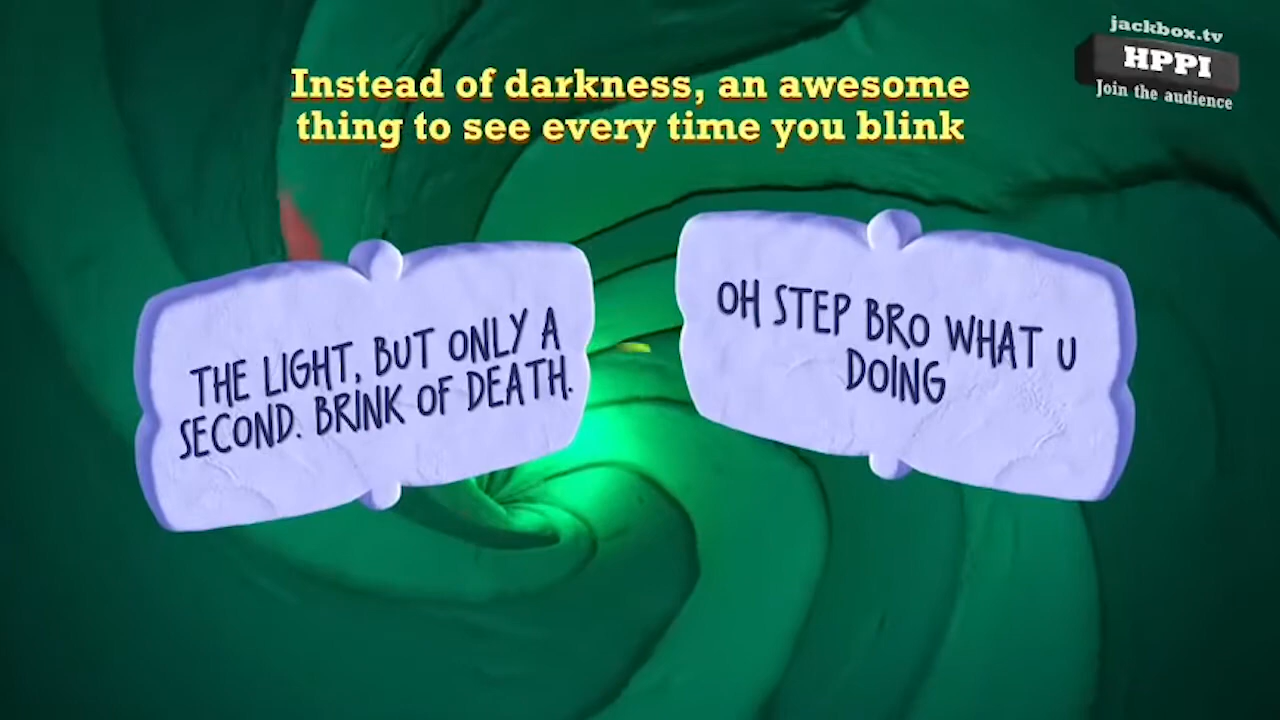 jackbox.tv
HPPI
Join the audience
Instead of darkness, an awesome
thing to see every time you blink
THE LIGHT, BUT ONLY A
SECOND. BRINK OF DEATH.
OH STEP BRO WHAT U
DOING